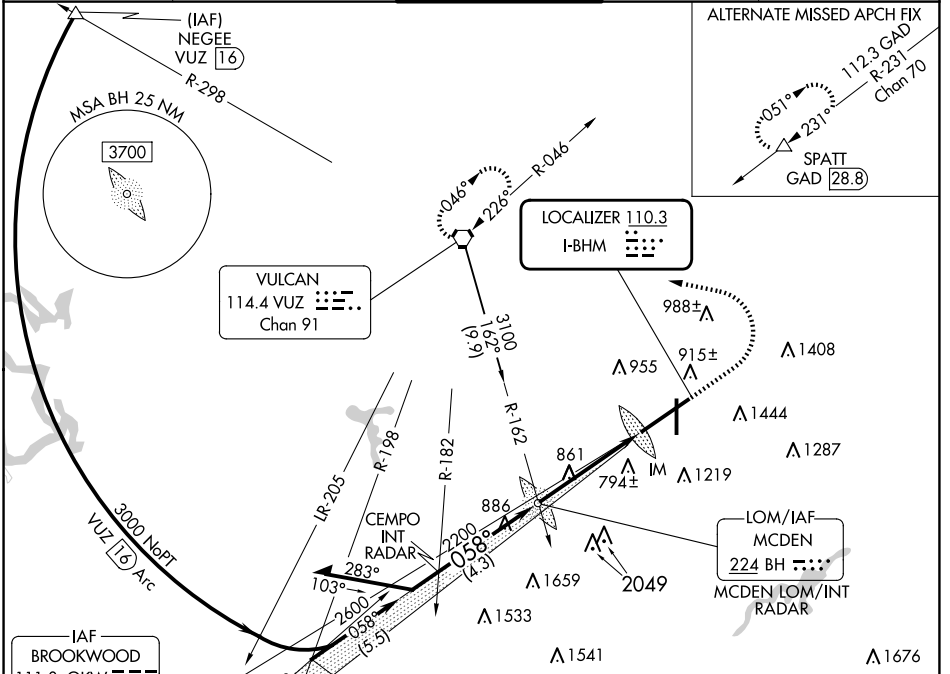 (IAF)
NEGEE
VUZ 16
R-298
MSA BH 25 NM
3700
ALTERNATE MISSED APCH FIX
112.3 GAD
R-231
Chan 70
051°
231°
SPATT
GAD 28.8
R-046
046°
226°
LOCALIZER 110.3
I-BHM
VULCAN
114.4 VUZ
Chan 91
3100
162°
(9.9)
R-162
988±
915±
955
1408
1444
1287
1219
IM
794±
861
886
LR-205
R-198
R-182
CEMPO
INT
RADAR
2200
058°
(4.3)
283°
103°
2600
058°
(5.5)
3000 NoPT
VUZ 16 Arc
LOM/IAF
MCDEN
224 BH
MCDEN LOM/INT
RADAR
2049
1659
1533
1541
1676
IAF
BROOKWOOD